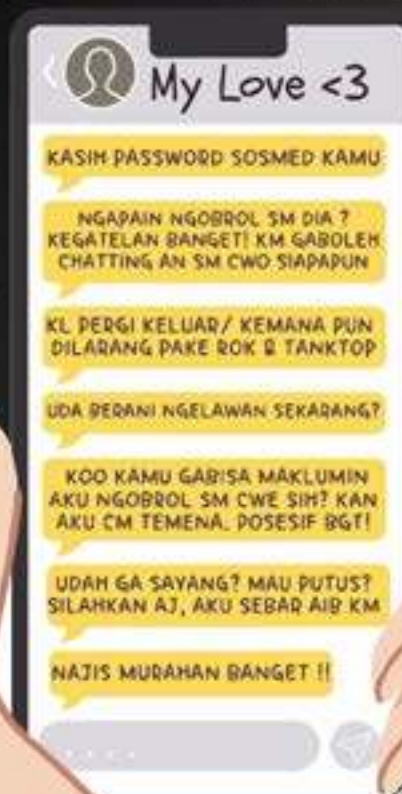 My Love <3
KASIH PASSWORD SOSMED KAMU
NGAPAIN NGOBROL SM DIA ?
KEGATELAN BANGET! KM GABOLEH
CHATTING AN SM CWO SIAPAPUN
KL PERGI KELUAR/ KEMANA PUN
DILARANG PAKE ROK & TANKTOP
UDA BERANI NGELAWAN SEKARANG?
KOO KAMU GABISA MAKLUMIN
AKU NGOBROL SM CWE SIH? KAN
AKU CM TEMENA. POSESIF BGT!
UDAH GA SAYANG? MAU PUTUS?
SILAHKAN AJ, AKU SEBAR AIB KM
NAJIS MURAHAN BANGET !!